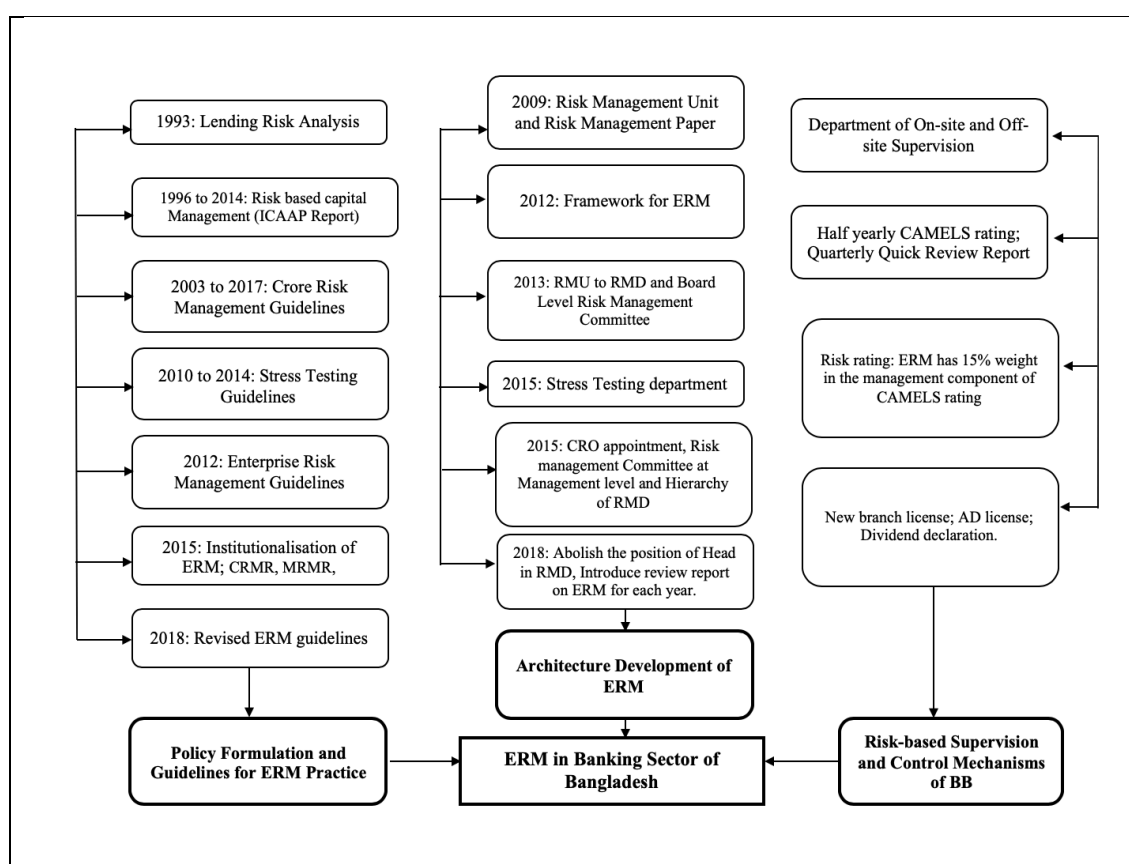 1993: Lending Risk Analysis
1996 to 2014: Risk based capital
Management (ICAAP Report)
2003 to 2017: Crore Risk
Management Guidelines
2010 to 2014: Stress Testing
Guidelines
2012: Enterprise Risk
Management Guidelines
2015: Institutionalisation of
ERM; CRMR, MRMR,
2018: Revised ERM guidelines
Policy Formulation and
Guidelines for ERM Practice
2009: Risk Management Unit
and Risk Management Paper
2012: Framework for ERM
2013: RMU to RMD and Board
Level Risk Management
Committee
2015: Stress Testing department
2015: CRO appointment, Risk
management Committee at
Management level and Hierarchy
of RMD
2018: Abolish the position of Head
in RMD, Introduce review report
on ERM for each year.
Architecture Development of
ERM
ERM in Banking Sector of
Bangladesh
Department of On-site and Off-
site Supervision
Half yearly CAMELS rating;
Quarterly Quick Review Report
Risk rating: ERM has 15% weight
in the management component of
CAMELS rating
New branch license; AD license;
Dividend declaration.
Risk-based Supervision
and Control Mechanisms
of BB